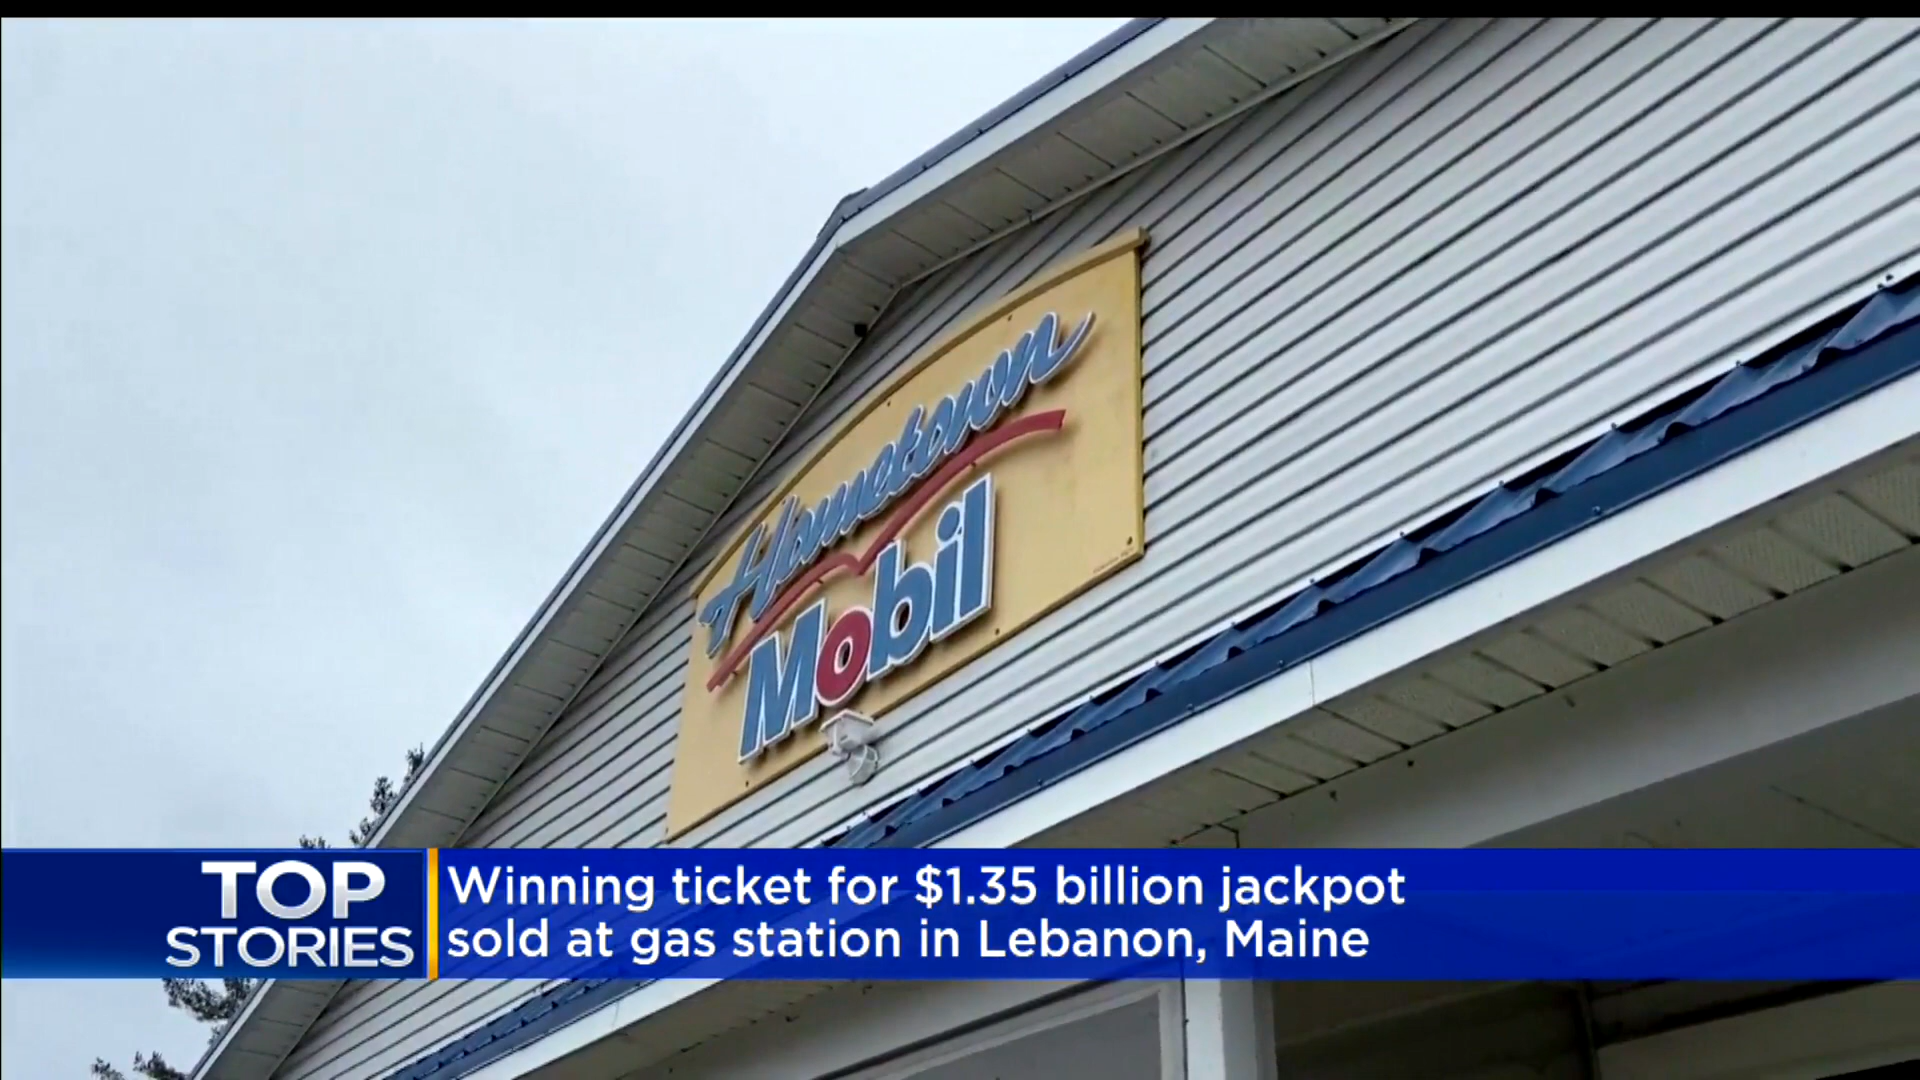 Hometown
Mobil
TOP
STORIES
Winning ticket for $1.35 billion jackpot
sold at gas station in Lebanon, Maine